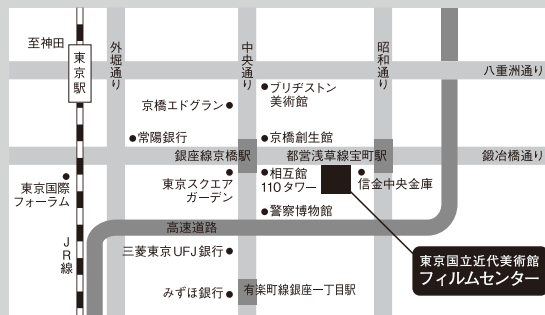 至神田
東京駅
外堀通り
中央通り
昭和通り
八重洲通り
ブリヂストン
美術館
京橋エドグラン
常陽銀行
京橋創生館
銀座線京橋駅
都営浅草線宝町駅
鍛冶橋通り
東京国際
フォーラム
東京スクエア
ガーデン
相互館
110タワー
信金中央金庫
警察博物館
高速道路
JR線
三菱東京UFJ銀行
東京国立近代美術館
フィルムセンター
みずほ銀行
有楽町線銀座一丁目駅